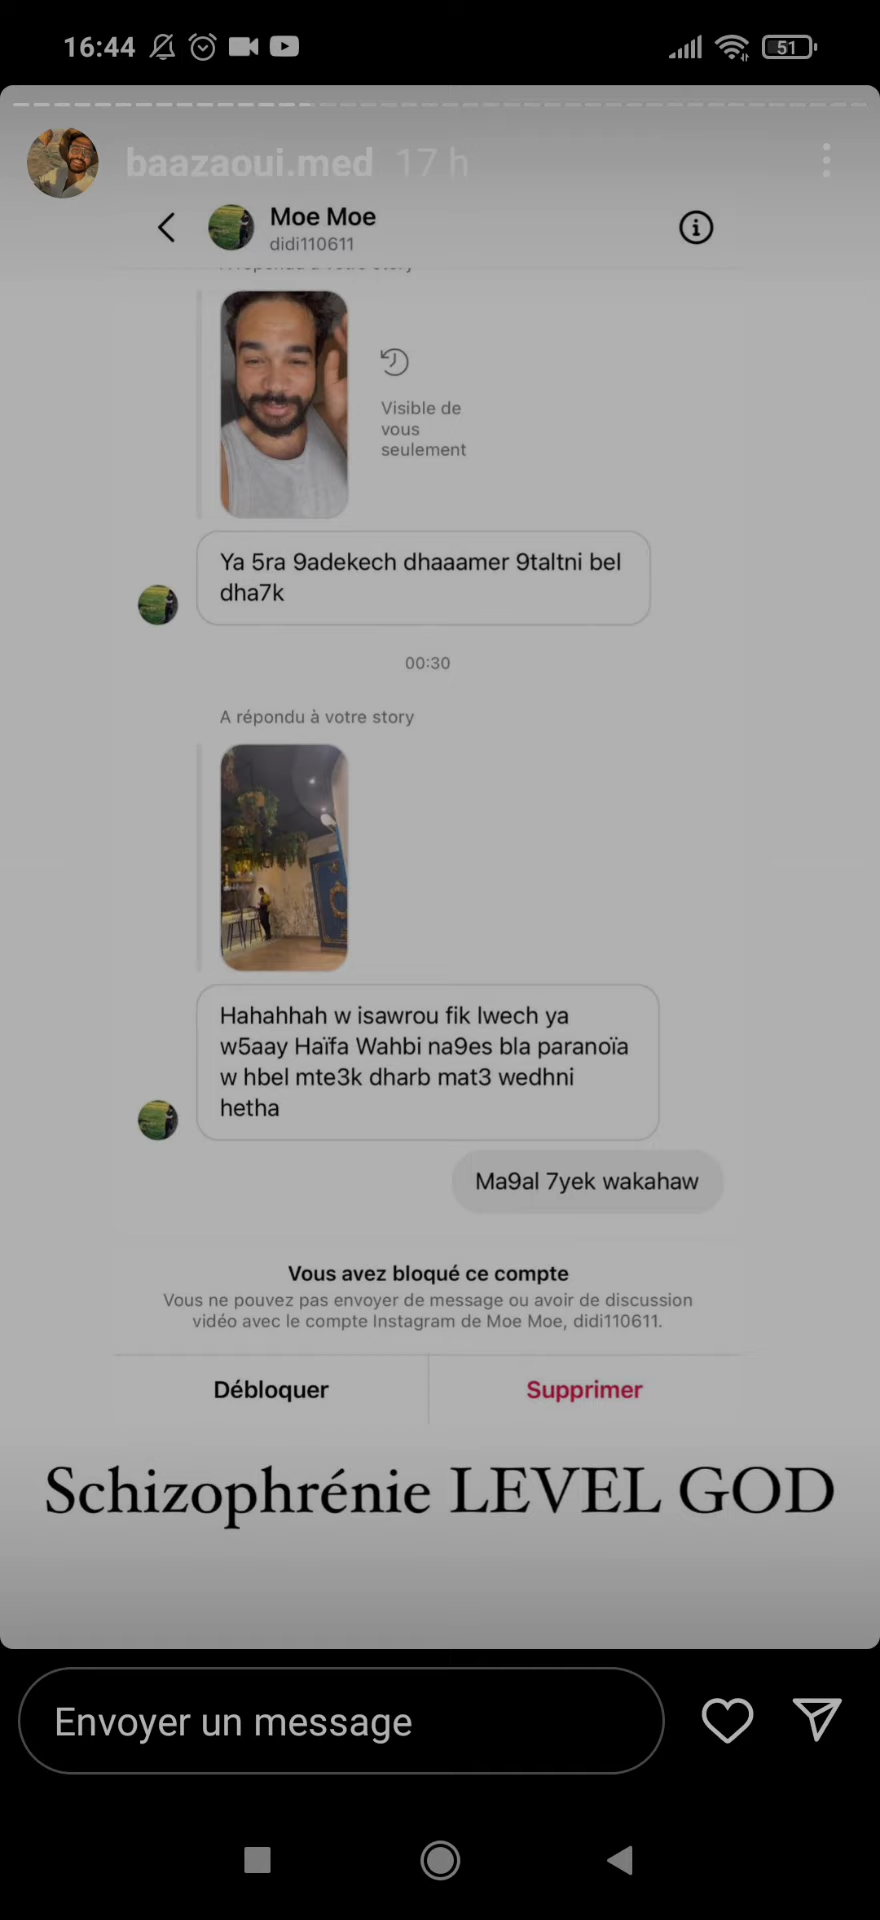 16:44
51
baazaoui.med 17 h
Moe Moe
didi110611
A répondu à votre story
Visible de
vous
seulement
Ya 5ra 9adekech dhaaamer 9taltni bel
dha7k
00:30
A répondu à votre story
Hahahhah w isawrou fik lwech ya
w5aay Haïfa Wahbi na9es bla paranoïa
w hbel mte3k dharb mat3 wedhni
hetha
Ma9al 7yek wakahaw
Vous avez bloqué ce compte
Vous ne pouvez pas envoyer de message ou avoir de discussion
vidéo avec le compte Instagram de Moe Moe, didi110611.
Débloquer
Supprimer
Schizophrénie LEVEL GOD
Envoyer un message